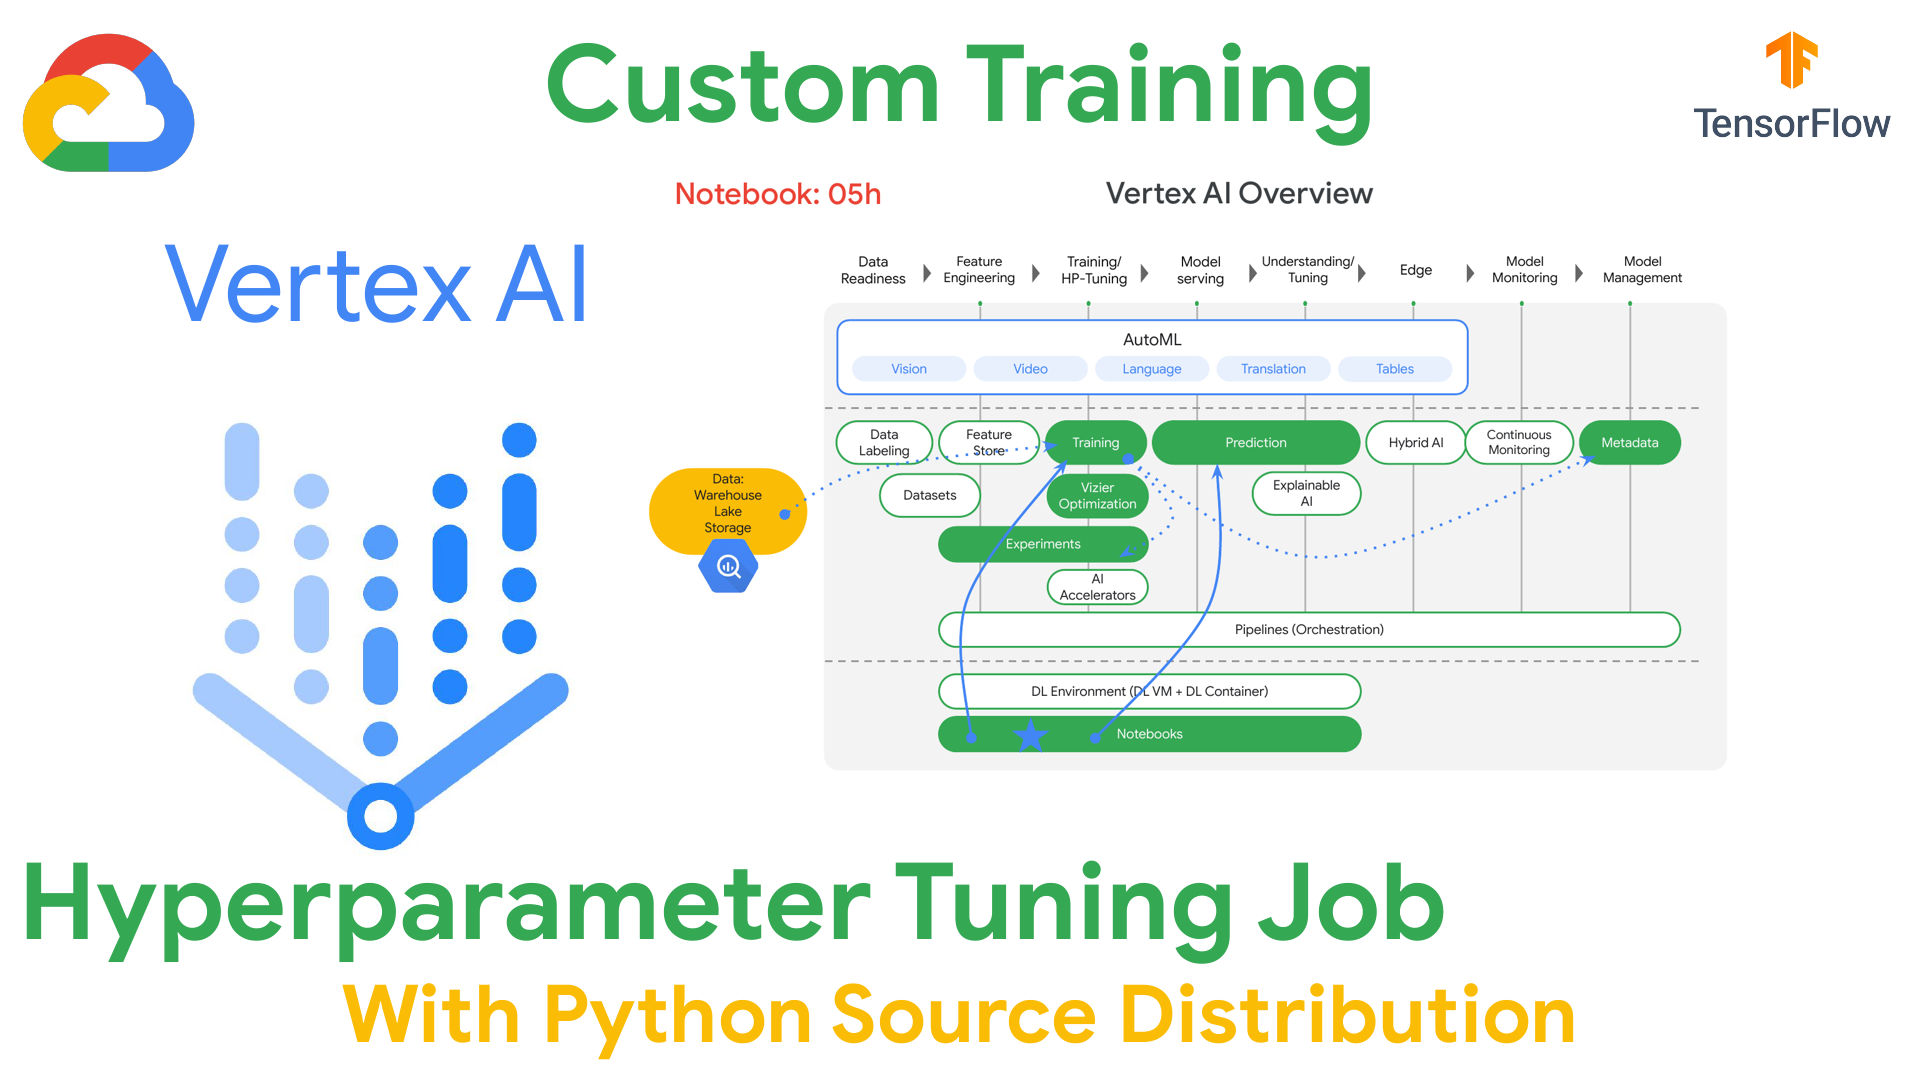 Custom Training
TensorFlow
Notebook: 05h
Vertex AI Overview
Vertex AI
Data
Readiness
Feature
Engineering
Training/
HP-Tuning
Model
serving
Understanding/
Tuning
Edge
Model
Monitoring
Model
Management
AutoML
Vision
Video
Language
Translation
Tables
Data
Labeling
Feature
Store
Training
Prediction
Hybrid AI
Continuous
Monitoring
Metadata
Data:
Warehouse
Lake
Storage
Datasets
Vizier
Optimization
Explainable
AI
Experiments
AI
Accelerators
Pipelines (Orchestration)
DL Environment (DL VM + DL Container)
Notebooks
Hyperparameter Tuning Job
With Python Source Distribution